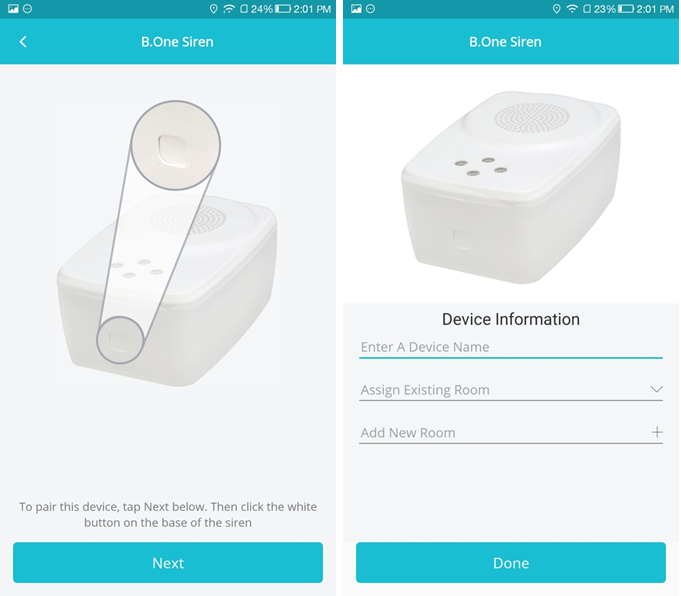 24% 2:01 PM
B.One Siren
To pair this device, tap Next below. Then click the white
button on the base of the siren
Next
23% 2:01 PM
B.One Siren
Device Information
Enter A Device Name
Assign Existing Room
Add New Room
Done